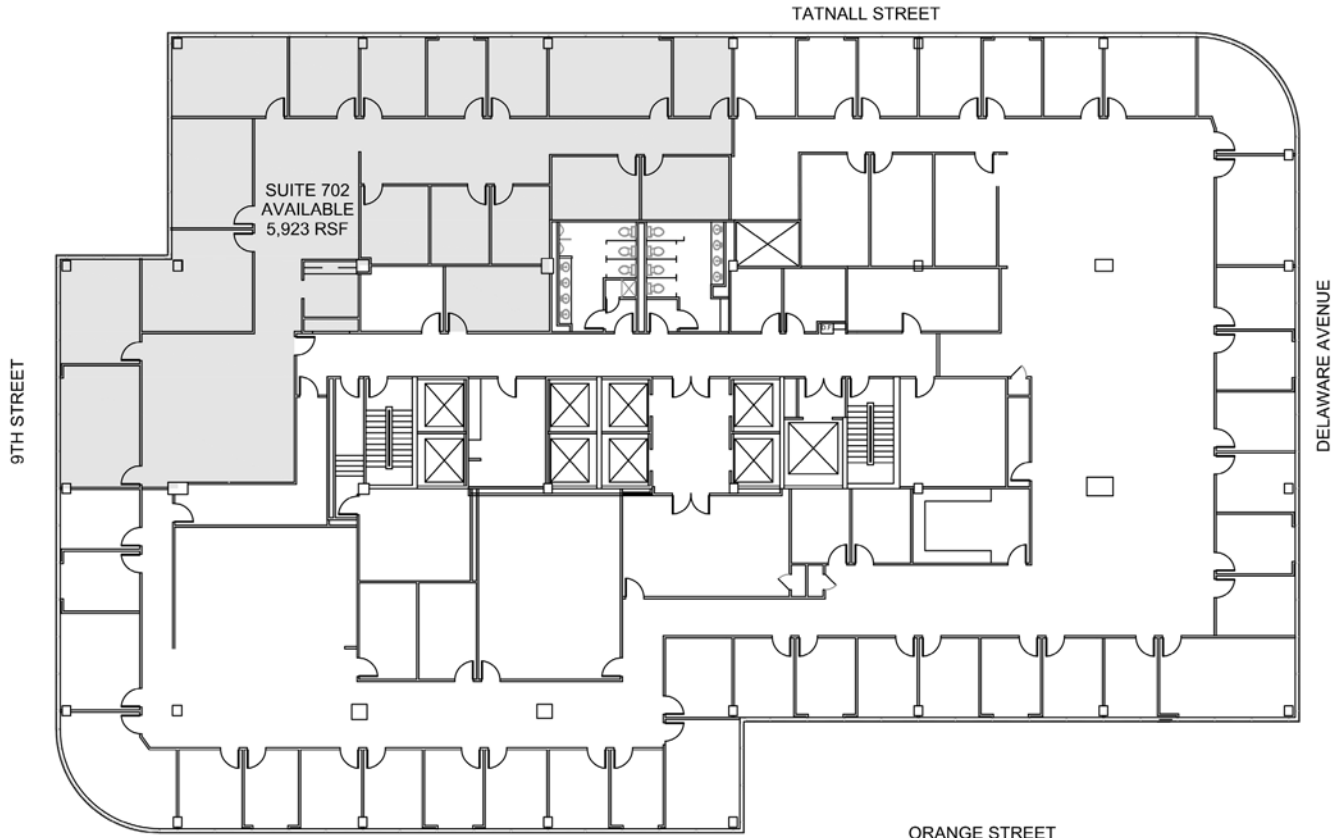 TATNALL STREET
SUITE 702
AVAILABLE
5,923 RSF
9TH STREET
DELAWARE AVENUE
ORANGE STREET